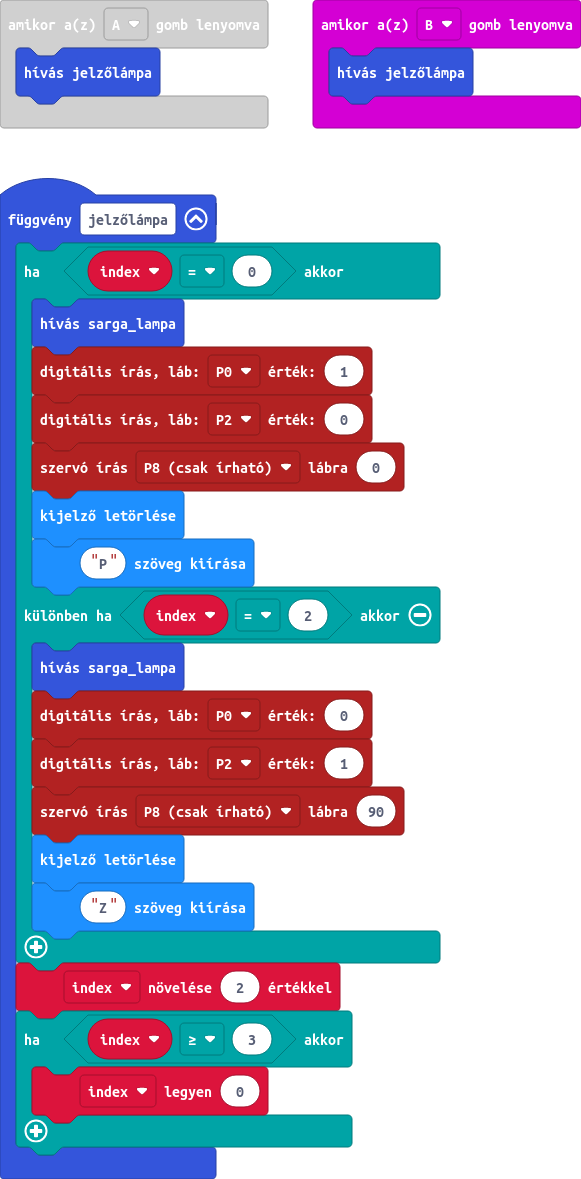 amikor a(z) A gomb lenyomva
hívás jelzőlámpa
amikor a(z) B gomb lenyomva
hívás jelzőlámpa
függvény jelzőlámpa
ha index = 0 akkor
hívás sarga_lampa
digitális írás, láb: P0 érték: 1
digitális írás, láb: P2 érték: 0
szervó írás P8 (csak írható) lábra 0
kijelző letörlése
"P" szöveg kiírása
különben ha index = 2 akkor
hívás sarga_lampa
digitális írás, láb: P0 érték: 0
digitális írás, láb: P2 érték: 1
szervó írás P8 (csak írható) lábra 90
kijelző letörlése
"Z" szöveg kiírása
index növelése 2 értékkel
ha index ≥ 3 akkor
index legyen 0